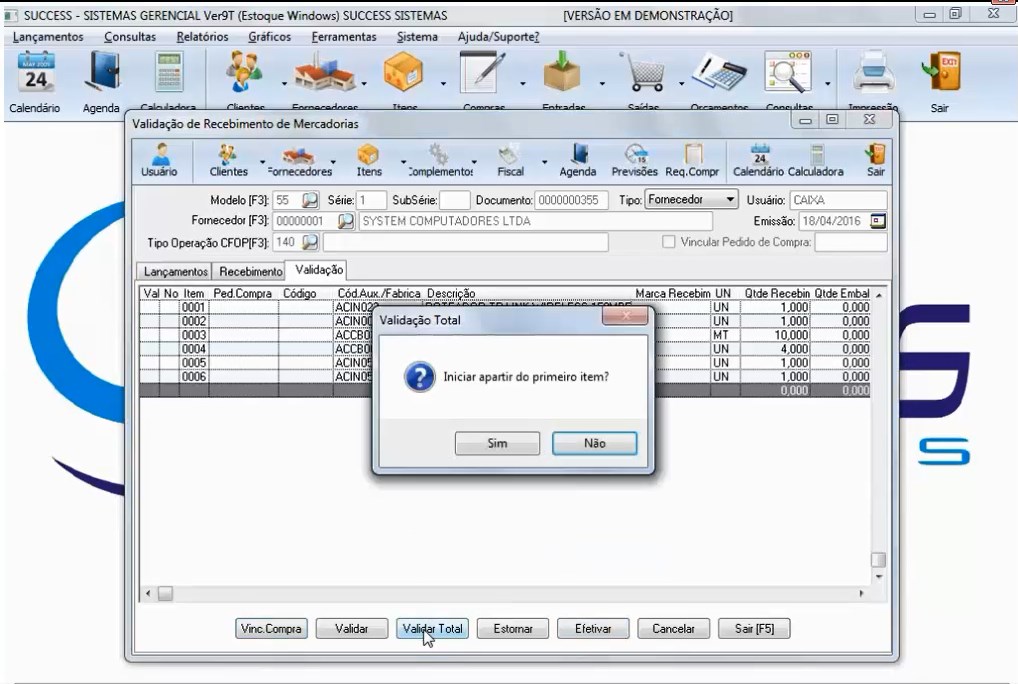 SUCCESS - SISTEMAS GERENCIAL Ver9T (Estoque Windows) SUCCESS SISTEMAS [VERSÃO EM DEMONSTRAÇÃO]
Lançamentos Consultas Relatórios Gráficos Ferramentas Sistema Ajuda/Suporte?
24 EXIT
Calendário Agenda Calculadora Clientes Fornecedores Itens Compras Entradas Saídas Orçamentos Consultas Impressão Sair
Validação de Recebimento de Mercadorias
24
Usuário Clientes Fornecedores Itens Complementos Fiscal Agenda Previsões Req.Compr Calendário Calculadora Sair
Modelo [F3]: 55 Série: 1 SubSérie: Documento: 0000000355 Tipo: Fornecedor Usuário: CAIXA
Fornecedor [F3]: 00000001 SYSTEM COMPUTADORES LTDA Emissão: 18/04/2016
Tipo Operação CFOP[F3]: 140 Vincular Pedido de Compra:
Lançamentos Recebimento Validação
Val No Item Ped.Compra Código Cód.Aux./Fabrica Descrição Marca Recebim UN Qtde Recebin Qtde Embal
0001 UN 1,000 0,000
0002 UN 1,000 0,000
0003 MT 10,000 0,000
0004 UN 4,000 0,000
0005 UN 1,000 0,000
0006 UN 1,000 0,000
0,000 0,000
Validação Total
Iniciar apartir do primeiro item?
Sim Não
S
Vinc.Compra Validar Validar Total Estornar Efetivar Cancelar Sair [F5]